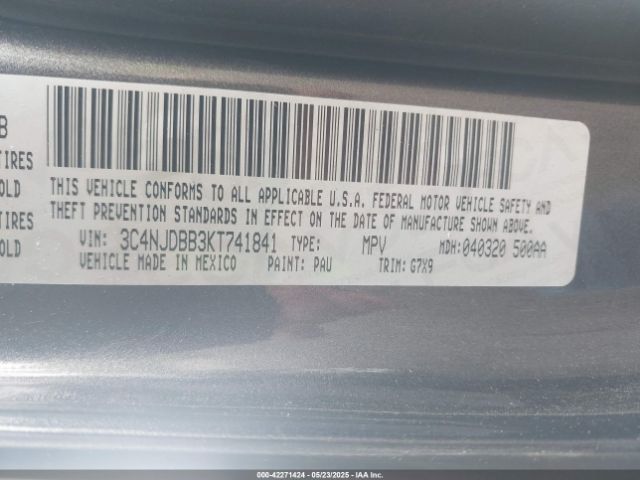 B
TIRES
OLD
TIRES
OLD
THIS VEHICLE CONFORMS TO ALL APPLICABLE U.S.A. FEDERAL MOTOR VEHICLE SAFETY AND
THEFT PREVENTION STANDARDS IN EFFECT ON THE DATE OF MANUFACTURE SHOWN ABOVE.
VIN: 3C4NJDBB3KT741841 TYPE: MPV MDH: 040320 500AA
VEHICLE MADE IN MEXICO PAINT: PAU TRIM: G7X9
000-42271424 - 05/23/2025 - IAAI.COM